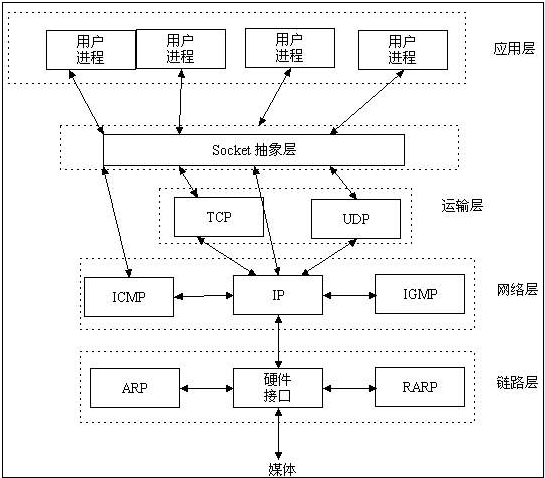 用户
进程
用户
进程
用户
进程
用户
进程
应用层
Socket 抽象层
TCP
UDP
运输层
ICMP
IP
IGMP
网络层
ARP
硬件
接口
RARP
链路层
媒体